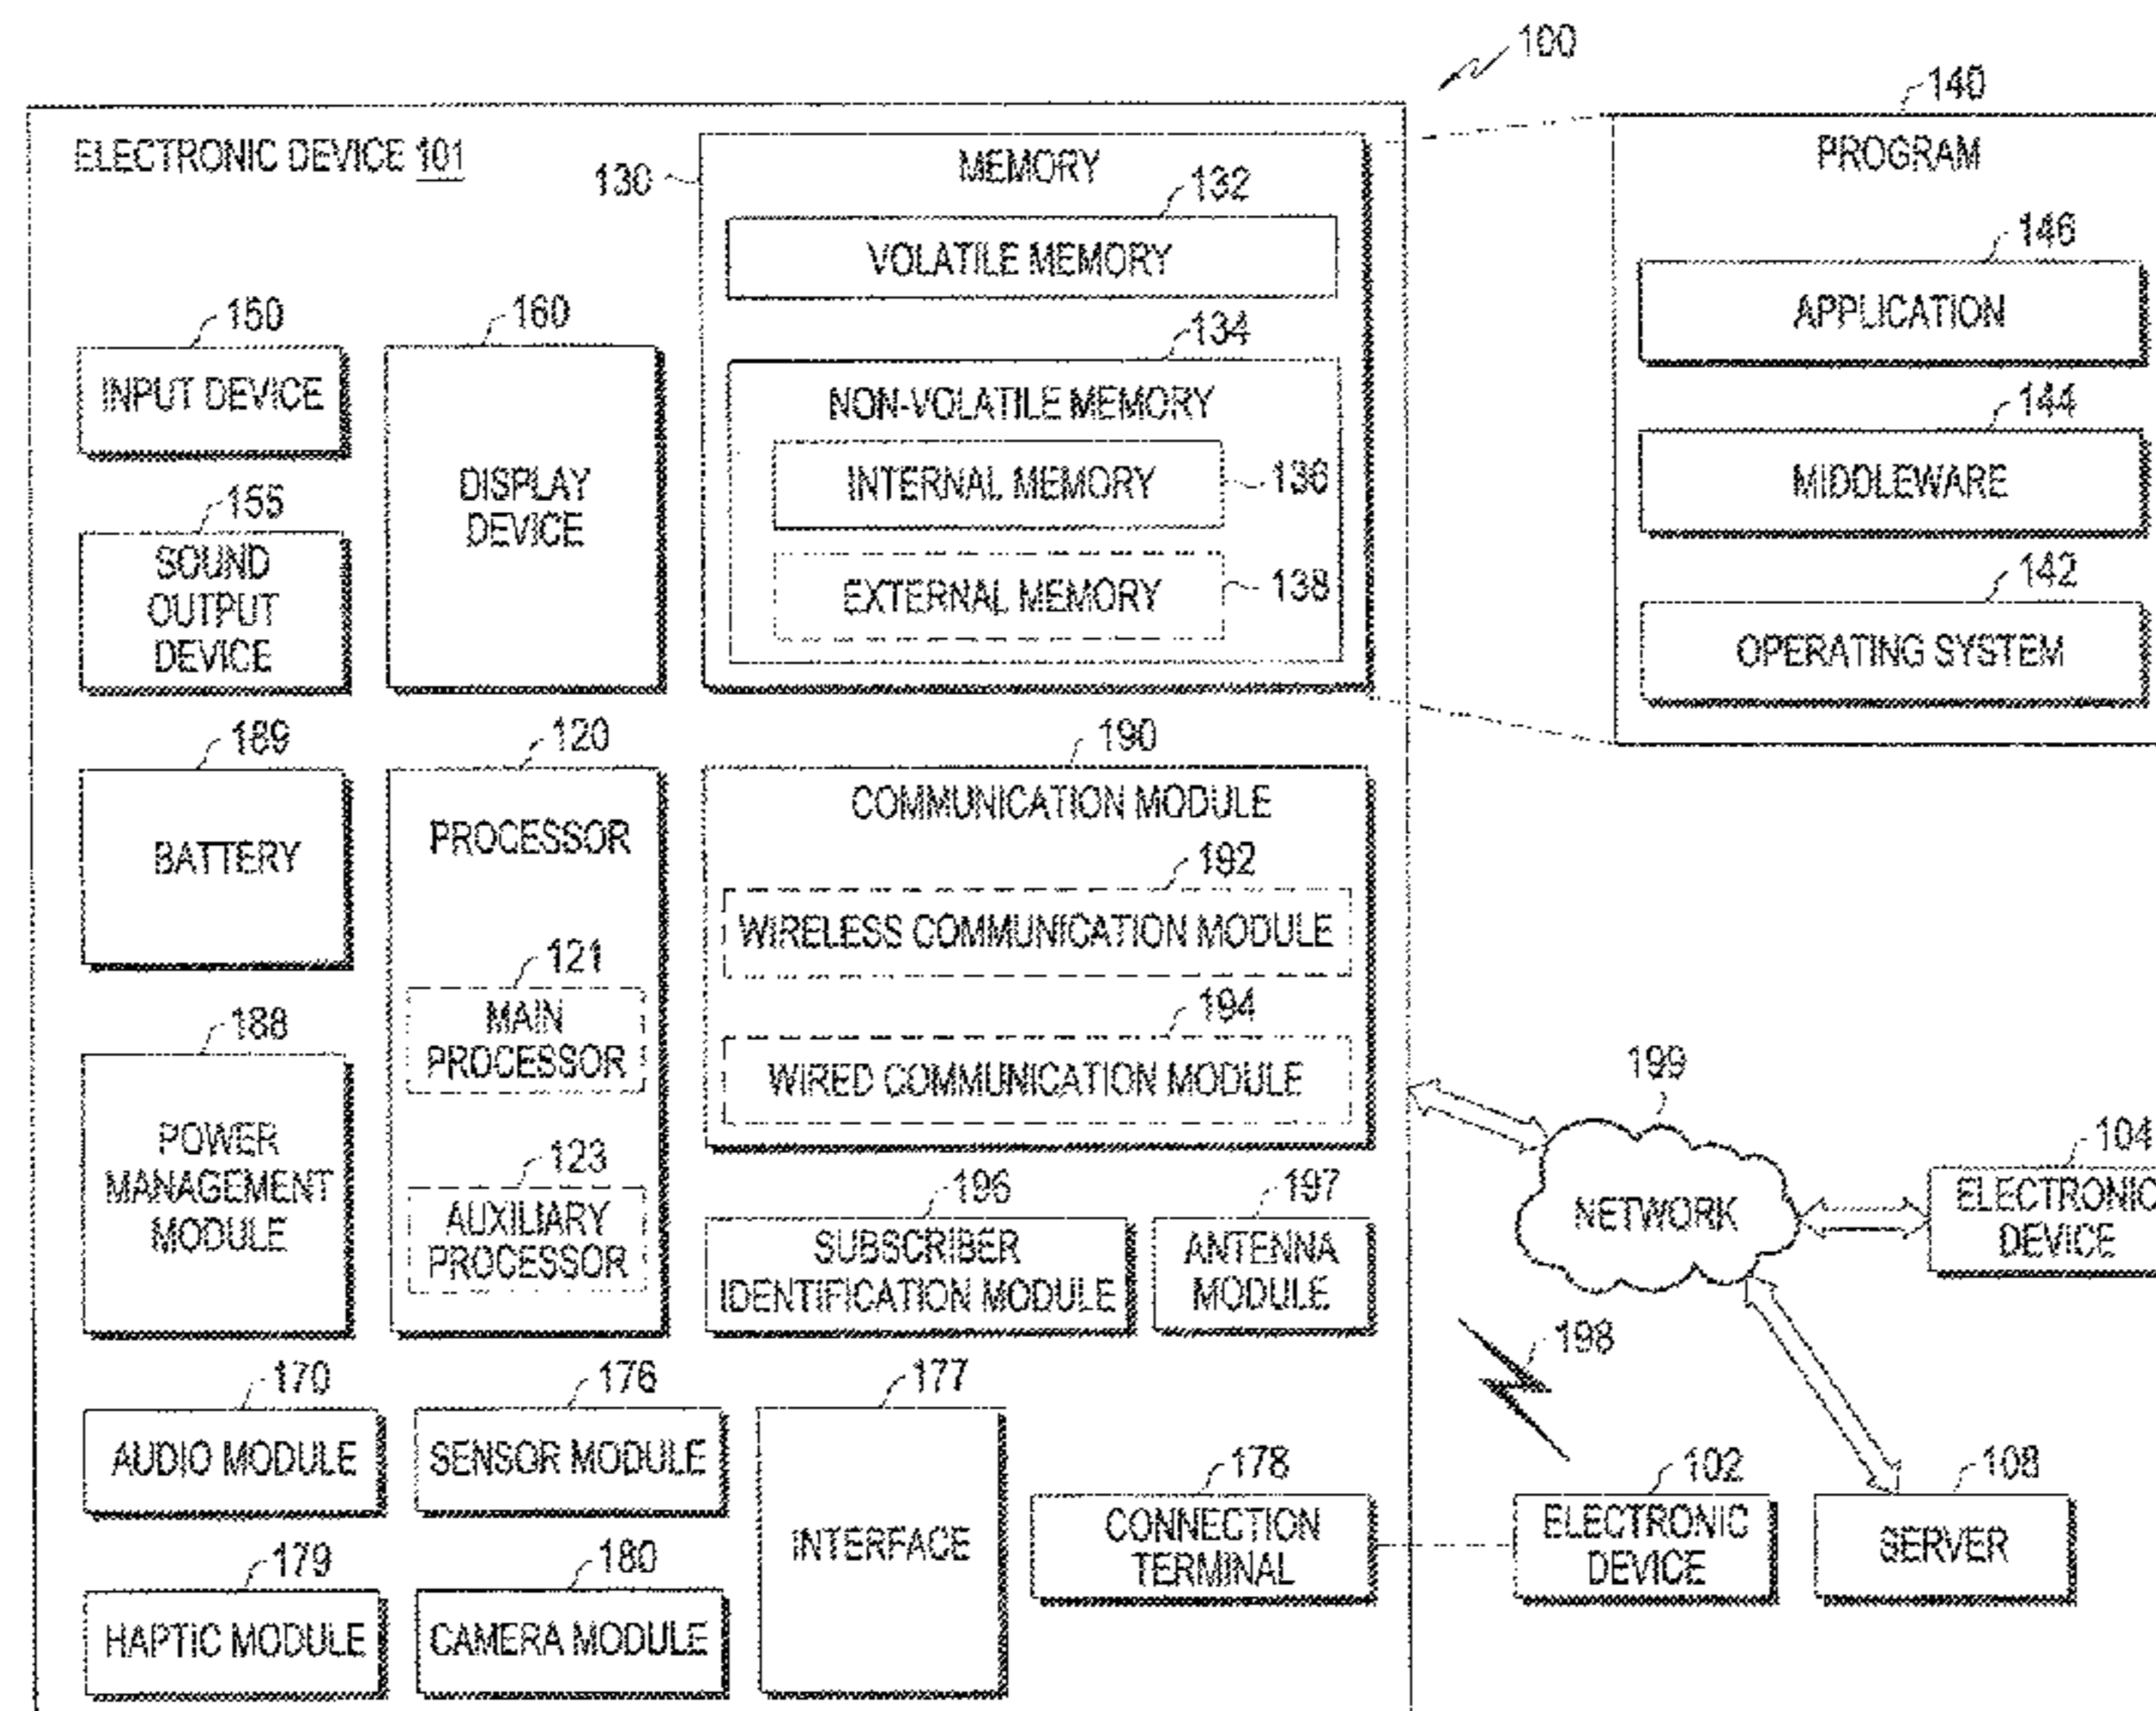 100
ELECTRONIC DEVICE 101
130
MEMORY
132
VOLATILE MEMORY
134
NON-VOLATILE MEMORY
INTERNAL MEMORY
136
EXTERNAL MEMORY
138
140
PROGRAM
146
APPLICATION
144
MIDDLEWARE
142
OPERATING SYSTEM
150
INPUT DEVICE
155
SOUND
OUTPUT
DEVICE
160
DISPLAY
DEVICE
189
BATTERY
120
PROCESSOR
121
MAIN
PROCESSOR
123
AUXILIARY
PROCESSOR
188
POWER
MANAGEMENT
MODULE
190
COMMUNICATION MODULE
192
WIRELESS COMMUNICATION MODULE
194
WIRED COMMUNICATION MODULE
196
SUBSCRIBER
IDENTIFICATION MODULE
197
ANTENNA
MODULE
199
NETWORK
104
ELECTRONIC
DEVICE
198
170
AUDIO MODULE
176
SENSOR MODULE
177
INTERFACE
178
CONNECTION
TERMINAL
179
HAPTIC MODULE
180
CAMERA MODULE
102
ELECTRONIC
DEVICE
108
SERVER